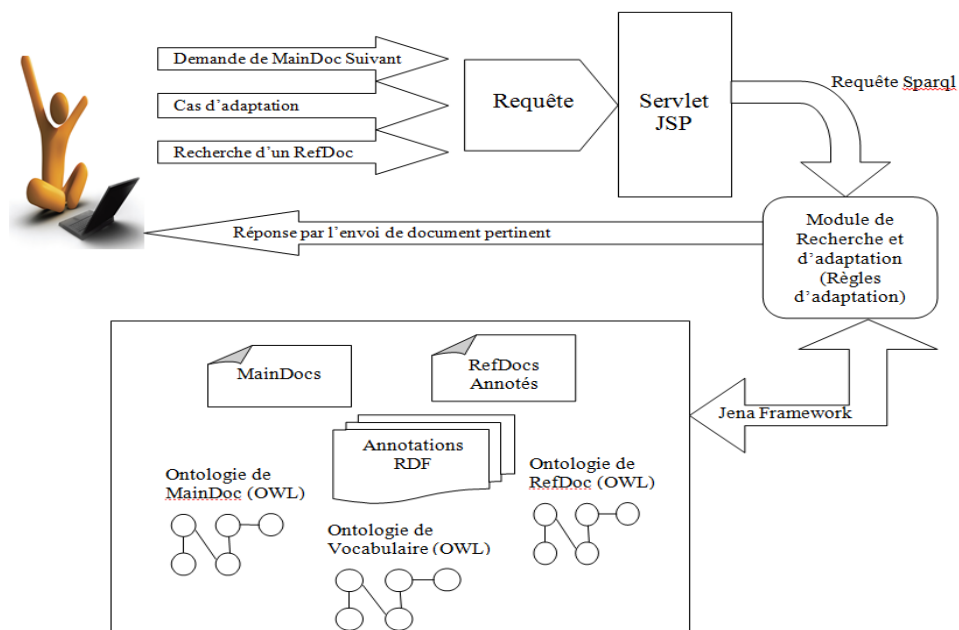 Demande de MainDoc Suivant
Cas d'adaptation
Recherche d'un RefDoc
Requête
Servlet
JSP
Requête Sparql
Réponse par l'envoi de document pertinent
Module de
Recherche et
d'adaptation
(Règles
d'adaptation)
MainDocs
RefDocs
Annotés
Jena Framework
Annotations
RDF
Ontologie de
MainDoc (OWL)
Ontologie de
RefDoc (OWL)
Ontologie de
Vocabulaire (OWL)